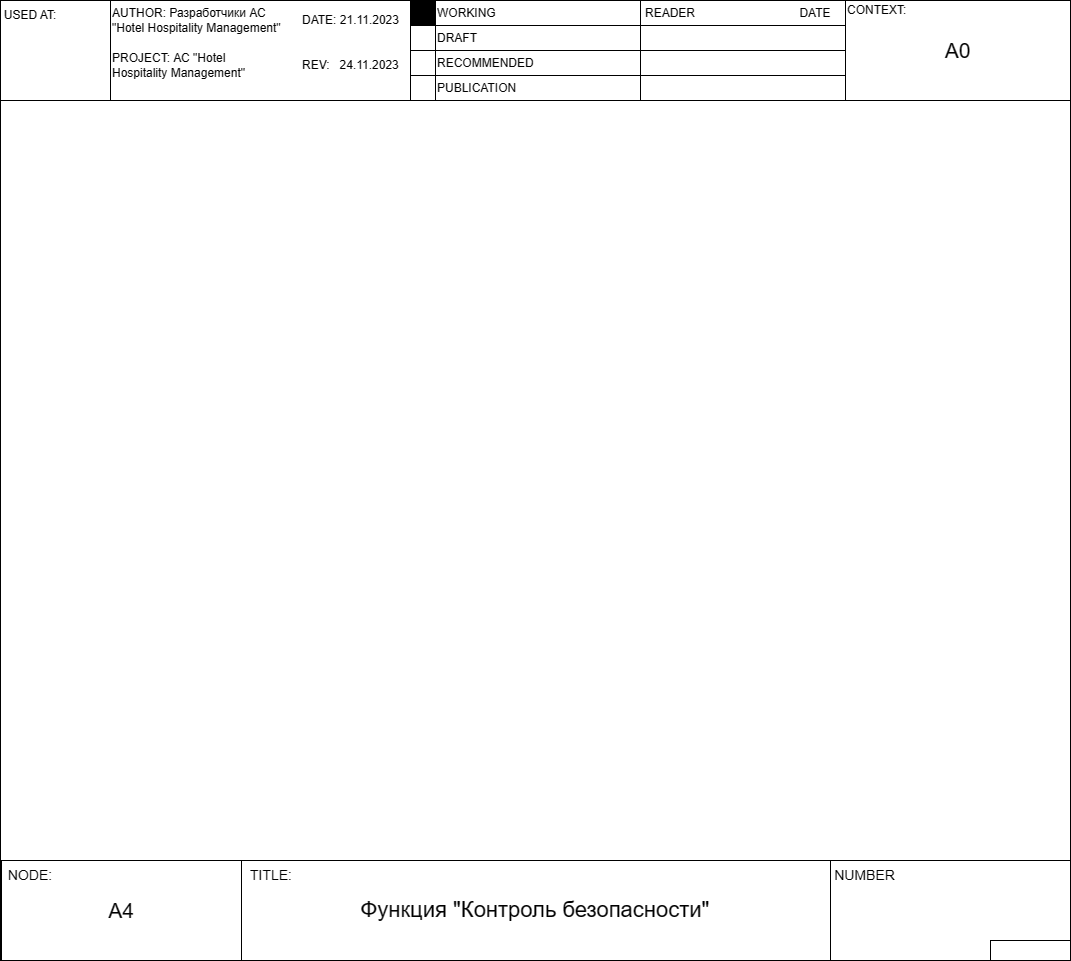 USED AT:
AUTHOR: Разработчики АС
"Hotel Hospitality Management"
DATE: 21.11.2023
PROJECT: АС "Hotel
Hospitality Management"
REV: 24.11.2023
WORKING
DRAFT
RECOMMENDED
PUBLICATION
READER DATE
CONTEXT:
A0
NODE:
A4
TITLE:
Функция "Контроль безопасности"
NUMBER